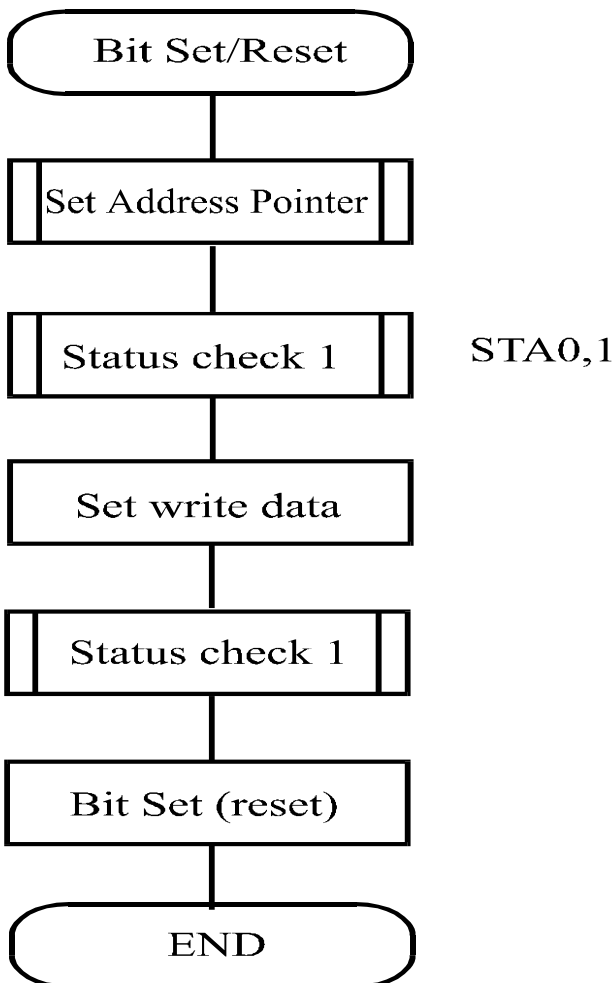 Bit Set/Reset
Set Address Pointer
Status check 1
STA0,1
Set write data
Status check 1
Bit Set (reset)
END